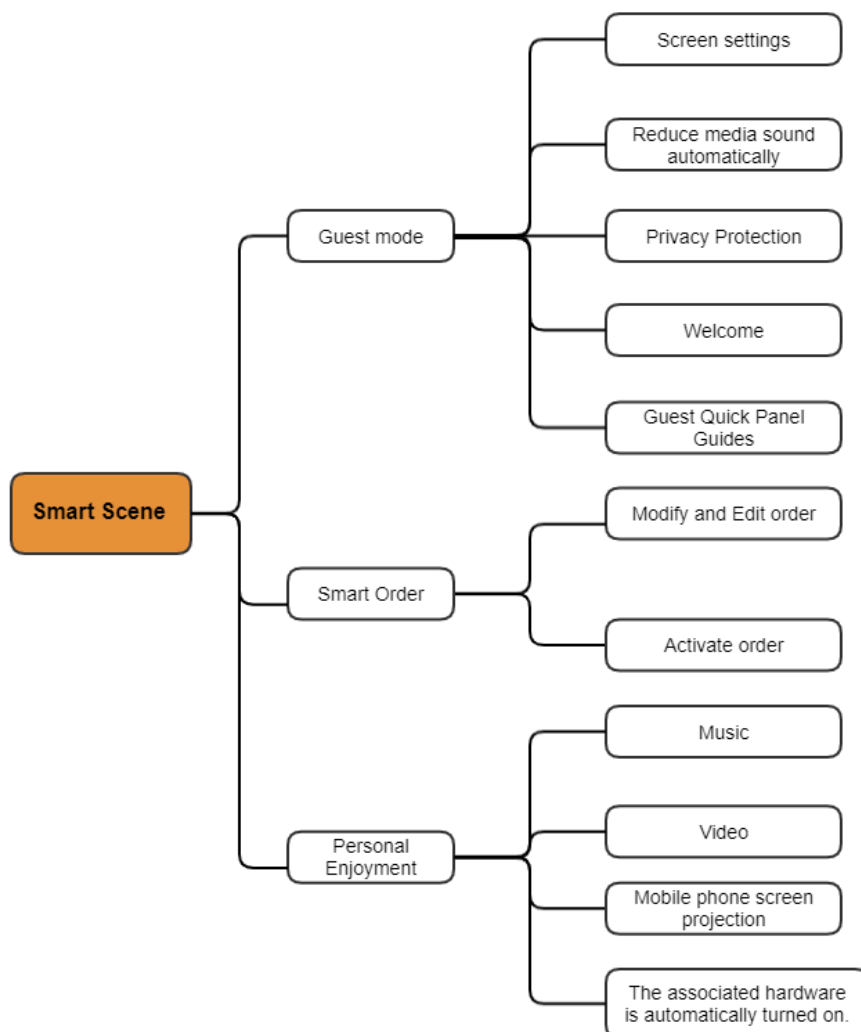 Screen settings
Reduce media sound
automatically
Guest mode
Privacy Protection
Welcome
Guest Quick Panel
Guides
Smart Scene
Modify and Edit order
Smart Order
Activate order
Music
Video
Personal
Enjoyment
Mobile phone screen
projection
The associated hardware
is automatically turned on.